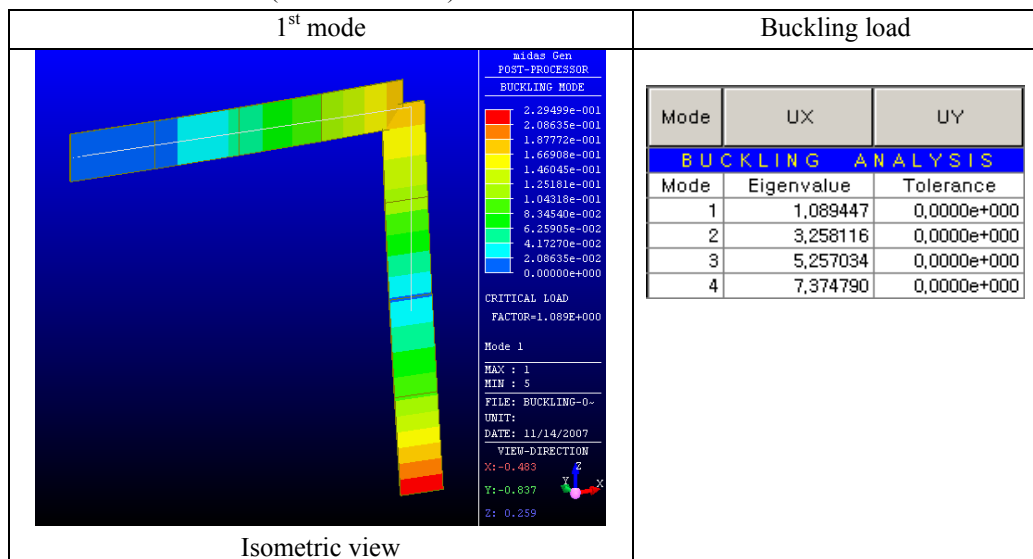 1st mode
Buckling load
midas Gen
POST-PROCESSOR
BUCKLING MODE
2.29499e-001
2.08635e-001
1.87772e-001
1.66908e-001
1.46045e-001
1.25181e-001
1.04318e-001
8.34540e-002
6.25905e-002
4.17270e-002
2.08635e-002
0.00000e+000
CRITICAL LOAD
FACTOR=1.089E+000
Mode 1
MAX : 1
MIN : 5
FILE: BUCKLING-0~
UNIT:
DATE: 11/14/2007
VIEW-DIRECTION
X:-0.483
Y:-0.837
Z: 0.259
Z
Y
X
Isometric view
Mode UX UY
BUCKLING ANALYSIS
Mode Eigenvalue Tolerance
1 1,089447 0,0000e+000
2 3,258116 0,0000e+000
3 5,257034 0,0000e+000
4 7,374790 0,0000e+000